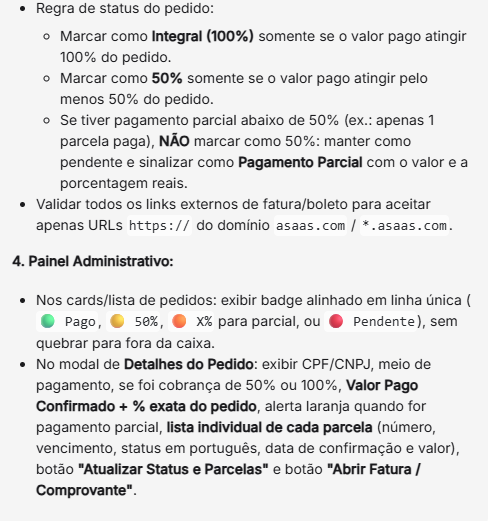 • Regra de status do pedido:
◦ Marcar como Integral (100%) somente se o valor pago atingir
100% do pedido.
◦ Marcar como 50% somente se o valor pago atingir pelo
menos 50% do pedido.
◦ Se tiver pagamento parcial abaixo de 50% (ex.: apenas 1
parcela paga), NÃO marcar como 50%: manter como
pendente e sinalizar como Pagamento Parcial com o valor e a
porcentagem reais.
• Validar todos os links externos de fatura/boleto para aceitar
apenas URLs https:// do domínio asaas.com / *.asaas.com.
4. Painel Administrativo:
• Nos cards/lista de pedidos: exibir badge alinhado em linha única (
🟢 Pago, 🟡 50%, 🟠 X% para parcial, ou 🔴 Pendente), sem
quebrar para fora da caixa.
• No modal de Detalhes do Pedido: exibir CPF/CNPJ, meio de
pagamento, se foi cobrança de 50% ou 100%, Valor Pago
Confirmado + % exata do pedido, alerta laranja quando for
pagamento parcial, lista individual de cada parcela (número,
vencimento, status em português, data de confirmação e valor),
botão "Atualizar Status e Parcelas" e botão "Abrir Fatura /
Comprovante".